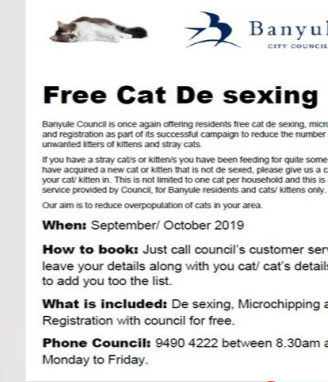 Banyul
CITY COUNCIL
Free Cat De sexing
Banyule Council is once again offering residents free cat de sexing, micro
and registration as part of its successful campaign to reduce the number
unwanted litters of kittens and stray cats.
If you have a stray cat/s or kitten/s you have been feeding for quite some
have acquired a new cat or kitten that is not de sexed, please give us a c
your cat/ kitten in. This is not limited to one cat per household and this is
service provided by Council, for Banyule residents and cats/ kittens only.
Our aim is to reduce overpopulation of cats in your area.
When: September/ October 2019
How to book: Just call council's customer ser
leave your details along with you cat/ cat's details
to add you too the list.
What is included: De sexing, Microchipping a
Registration with council for free.
Phone Council: 9490 4222 between 8.30am a
Monday to Friday.